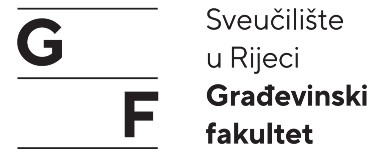 G
F
Sveučilište
u Rijeci
Građevinski
fakultet